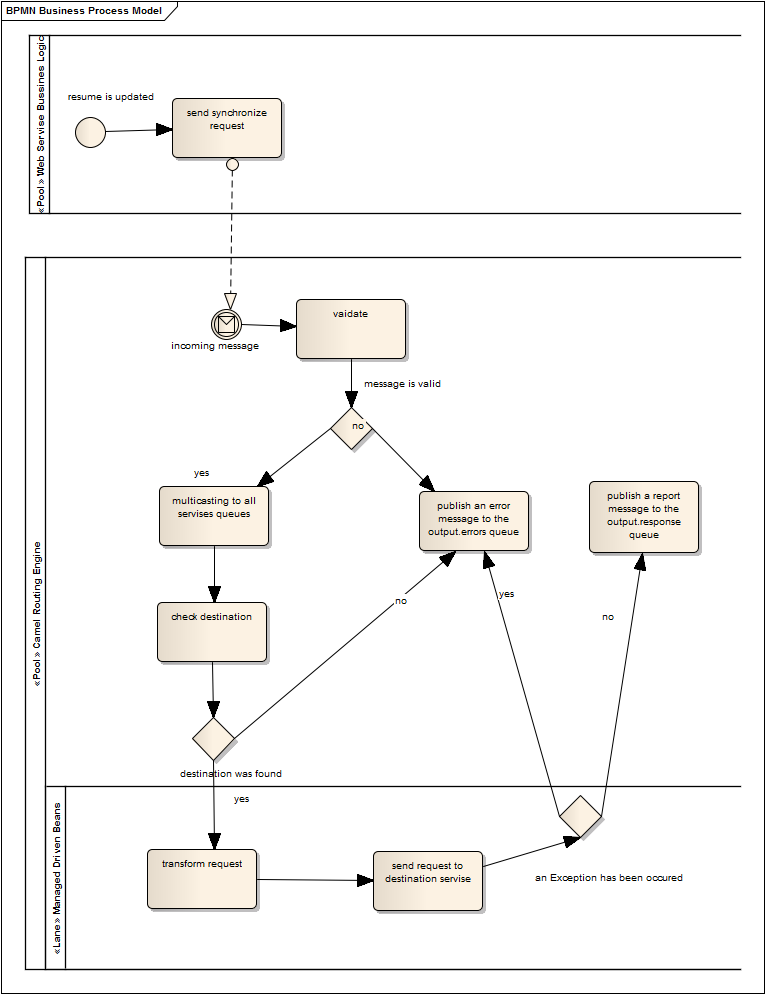 BPMN Business Process Model
«Pool» Web Servise Bussines Logic
resume is updated
send synchronize
request
«Pool» Camel Routing Engine
incoming message
vaidate
message is valid
no
yes
multicasting to all
servises queues
publish an error
message to the
output.errors queue
publish a report
message to the
output.response
queue
check destination
no
yes
no
destination was found
yes
«Lane» Managed Driven Beans
transform request
send request to
destination servise
an Exception has been occured